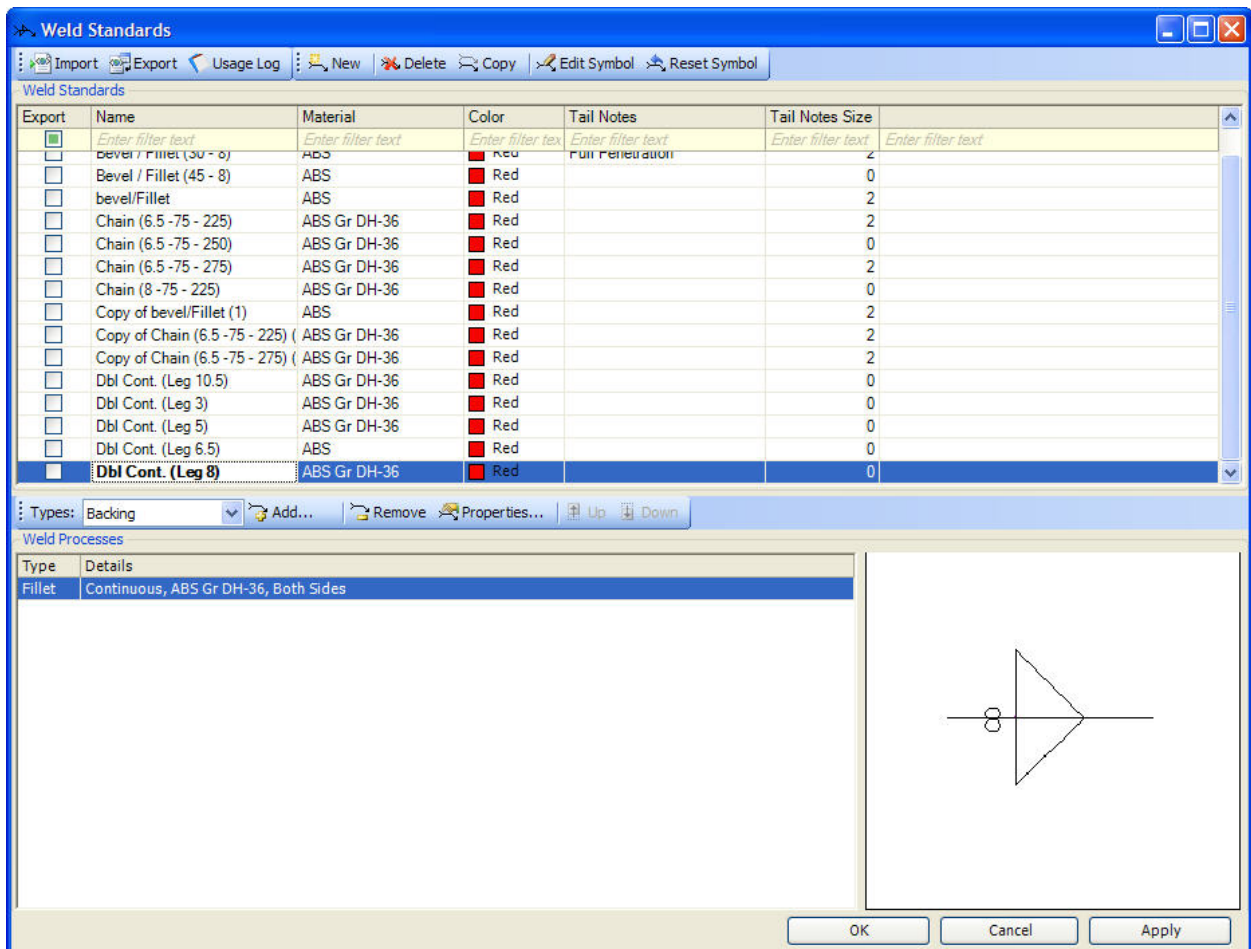 Weld Standards
Import Export Usage Log New Delete Copy Edit Symbol Reset Symbol
Weld Standards
Export Name Material Color Tail Notes Tail Notes Size
Enter filter text Enter filter text Enter filter tex Enter filter text Enter filter text Enter filter text
Bevel / Fillet (30 - 8) ABS Red Full Penetration 2
Bevel / Fillet (45 - 8) ABS Red 0
bevel/Fillet ABS Red 2
Chain (6.5 -75 - 225) ABS Gr DH-36 Red 2
Chain (6.5 -75 - 250) ABS Gr DH-36 Red 0
Chain (6.5 -75 - 275) ABS Gr DH-36 Red 2
Chain (8 -75 - 225) ABS Gr DH-36 Red 0
Copy of bevel/Fillet (1) ABS Red 2
Copy of Chain (6.5 -75 - 225) ( ABS Gr DH-36 Red 2
Copy of Chain (6.5 -75 - 275) ( ABS Gr DH-36 Red 2
Dbl Cont. (Leg 10.5) ABS Gr DH-36 Red 0
Dbl Cont. (Leg 3) ABS Gr DH-36 Red 0
Dbl Cont. (Leg 5) ABS Gr DH-36 Red 0
Dbl Cont. (Leg 6.5) ABS Red 0
Dbl Cont. (Leg 8) ABS Gr DH-36 Red 0
Types: Backing Add... Remove Properties... Up Down
Weld Processes
Type Details
Fillet Continuous, ABS Gr DH-36, Both Sides
8
OK Cancel Apply